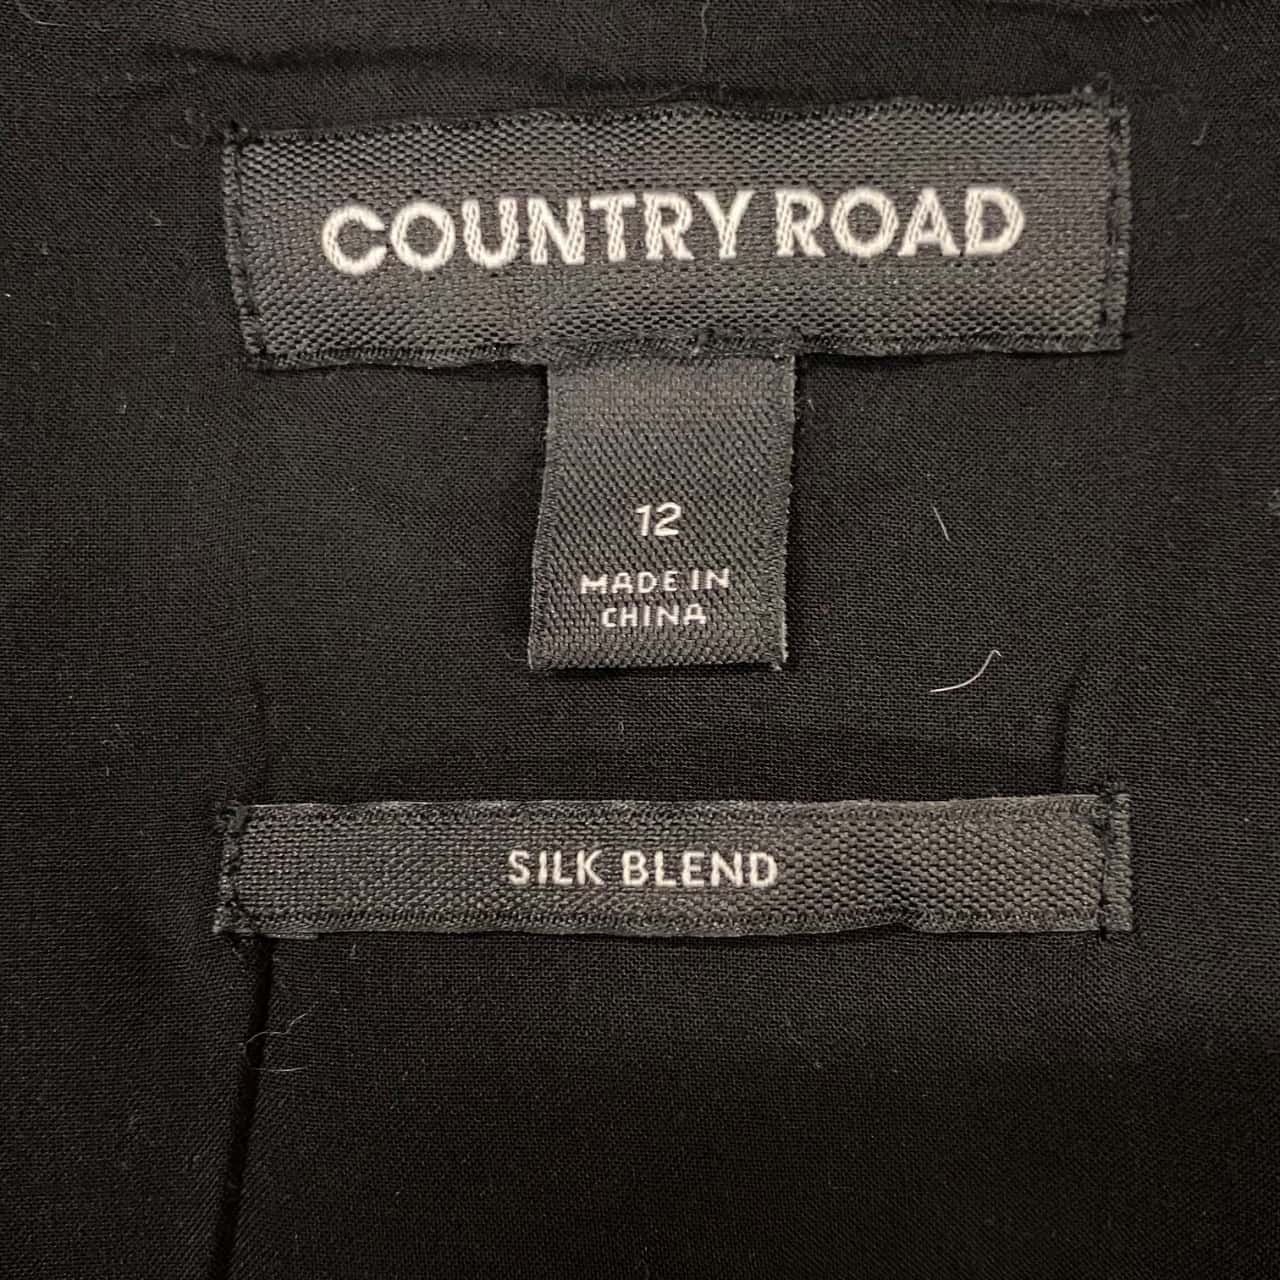 COUNTRY ROAD
12
MADE IN
CHINA
SILK BLEND